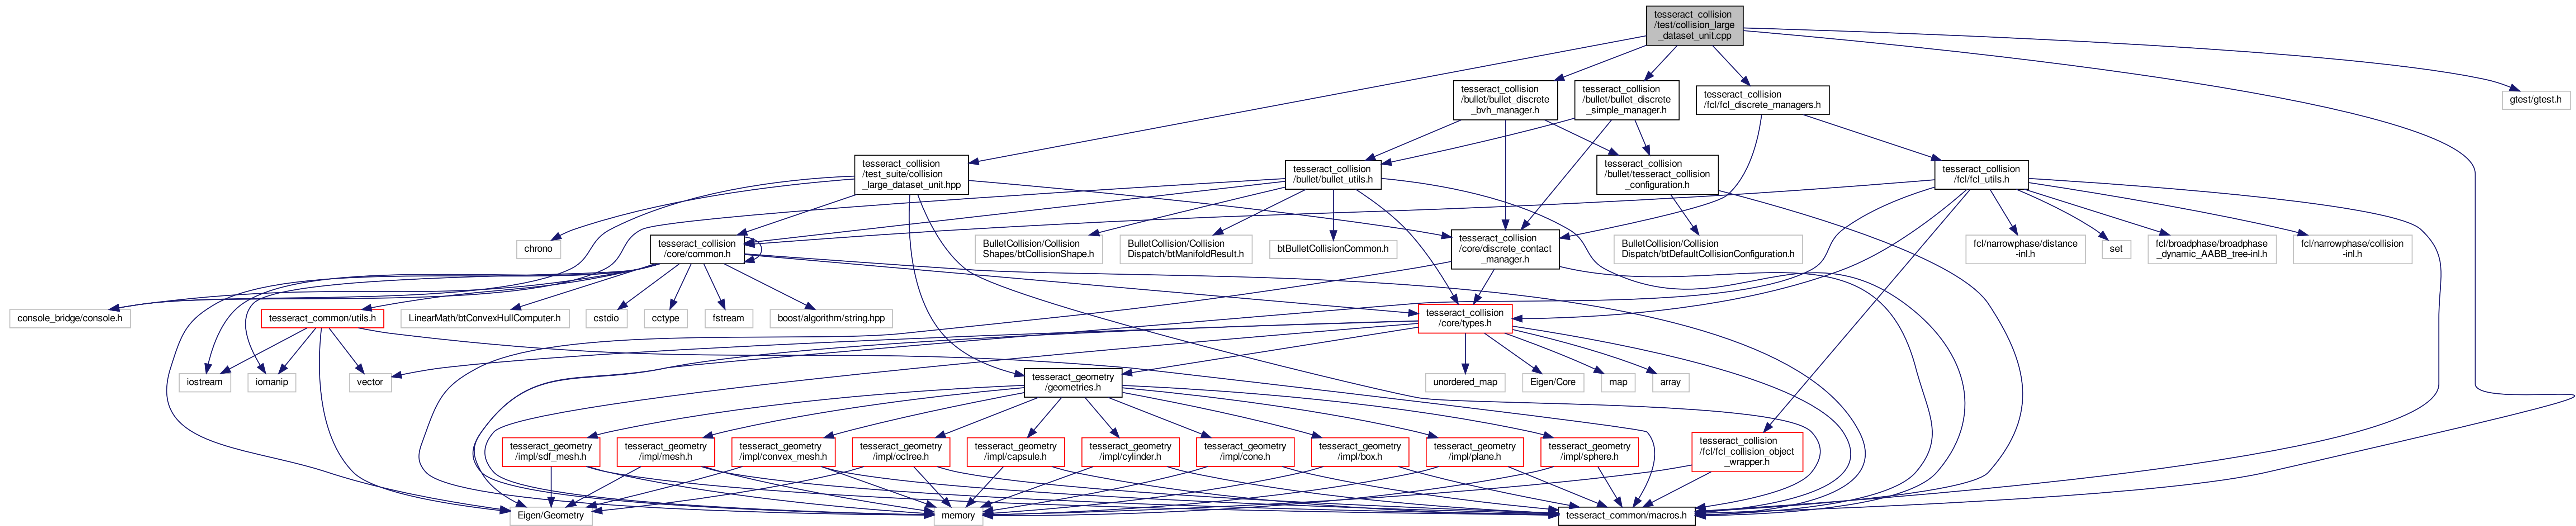 tesseract_collision
/test/collision_large
_dataset_unit.cpp
tesseract_collision
/bullet/bullet_discrete
_bvh_manager.h
tesseract_collision
/bullet/bullet_discrete
_simple_manager.h
tesseract_collision
/fcl/fcl_discrete_managers.h
gtest/gtest.h
tesseract_collision
/test_suite/collision
_large_dataset_unit.hpp
tesseract_collision
/bullet/bullet_utils.h
tesseract_collision
/bullet/tesseract_collision
_configuration.h
tesseract_collision
/fcl/fcl_utils.h
chrono
tesseract_collision
/core/common.h
BulletCollision/Collision
Shapes/btCollisionShape.h
BulletCollision/Collision
Dispatch/btManifoldResult.h
btBulletCollisionCommon.h
tesseract_collision
/core/discrete_contact
_manager.h
BulletCollision/Collision
Dispatch/btDefaultCollisionConfiguration.h
fcl/narrowphase/distance
-inl.h
set
fcl/broadphase/broadphase
_dynamic_AABB_tree-inl.h
fcl/narrowphase/collision
-inl.h
console_bridge/console.h
tesseract_common/utils.h
LinearMath/btConvexHullComputer.h
cstdio
cctype
fstream
boost/algorithm/string.hpp
tesseract_collision
/core/types.h
iostream
iomanip
vector
tesseract_geometry
/geometries.h
unordered_map
Eigen/Core
map
array
tesseract_geometry
/impl/sdf_mesh.h
tesseract_geometry
/impl/mesh.h
tesseract_geometry
/impl/convex_mesh.h
tesseract_geometry
/impl/octree.h
tesseract_geometry
/impl/capsule.h
tesseract_geometry
/impl/cylinder.h
tesseract_geometry
/impl/cone.h
tesseract_geometry
/impl/box.h
tesseract_geometry
/impl/plane.h
tesseract_geometry
/impl/sphere.h
tesseract_collision
/fcl/fcl_collision_object
_wrapper.h
Eigen/Geometry
memory
tesseract_common/macros.h